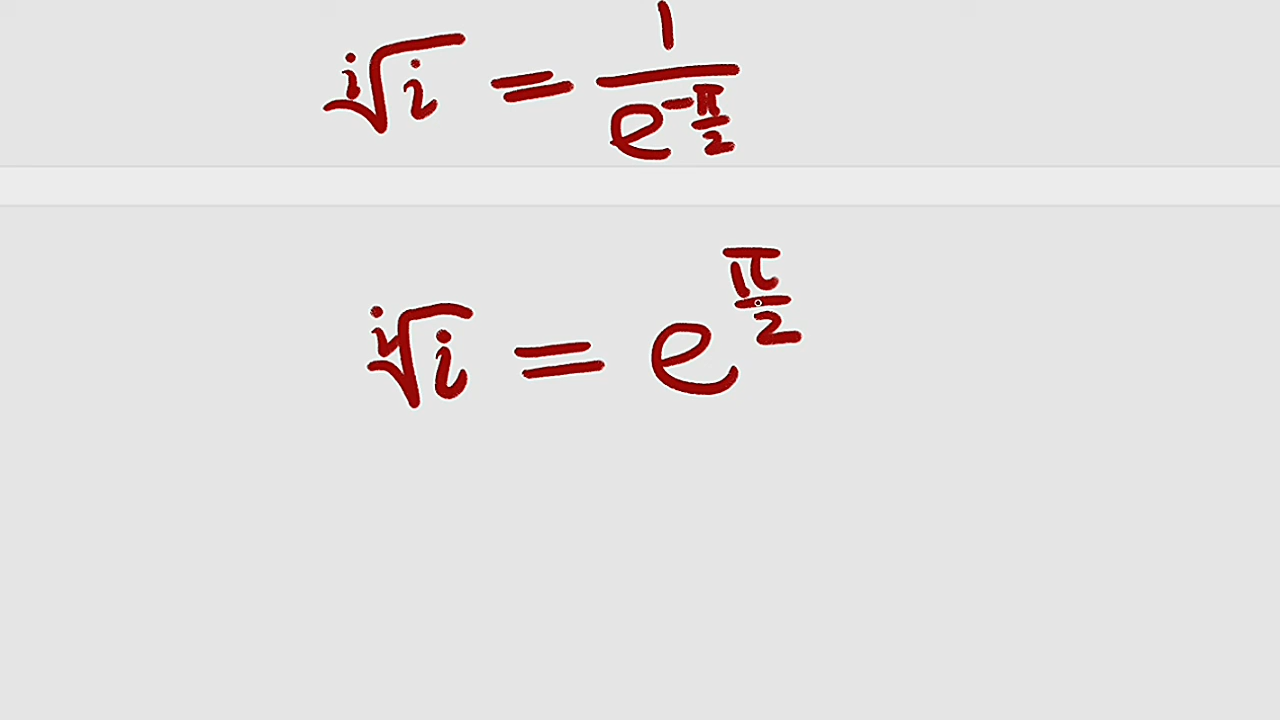 ⁱ√i = 1/e^(-π/2)
ⁱ√i = e^(π/2)